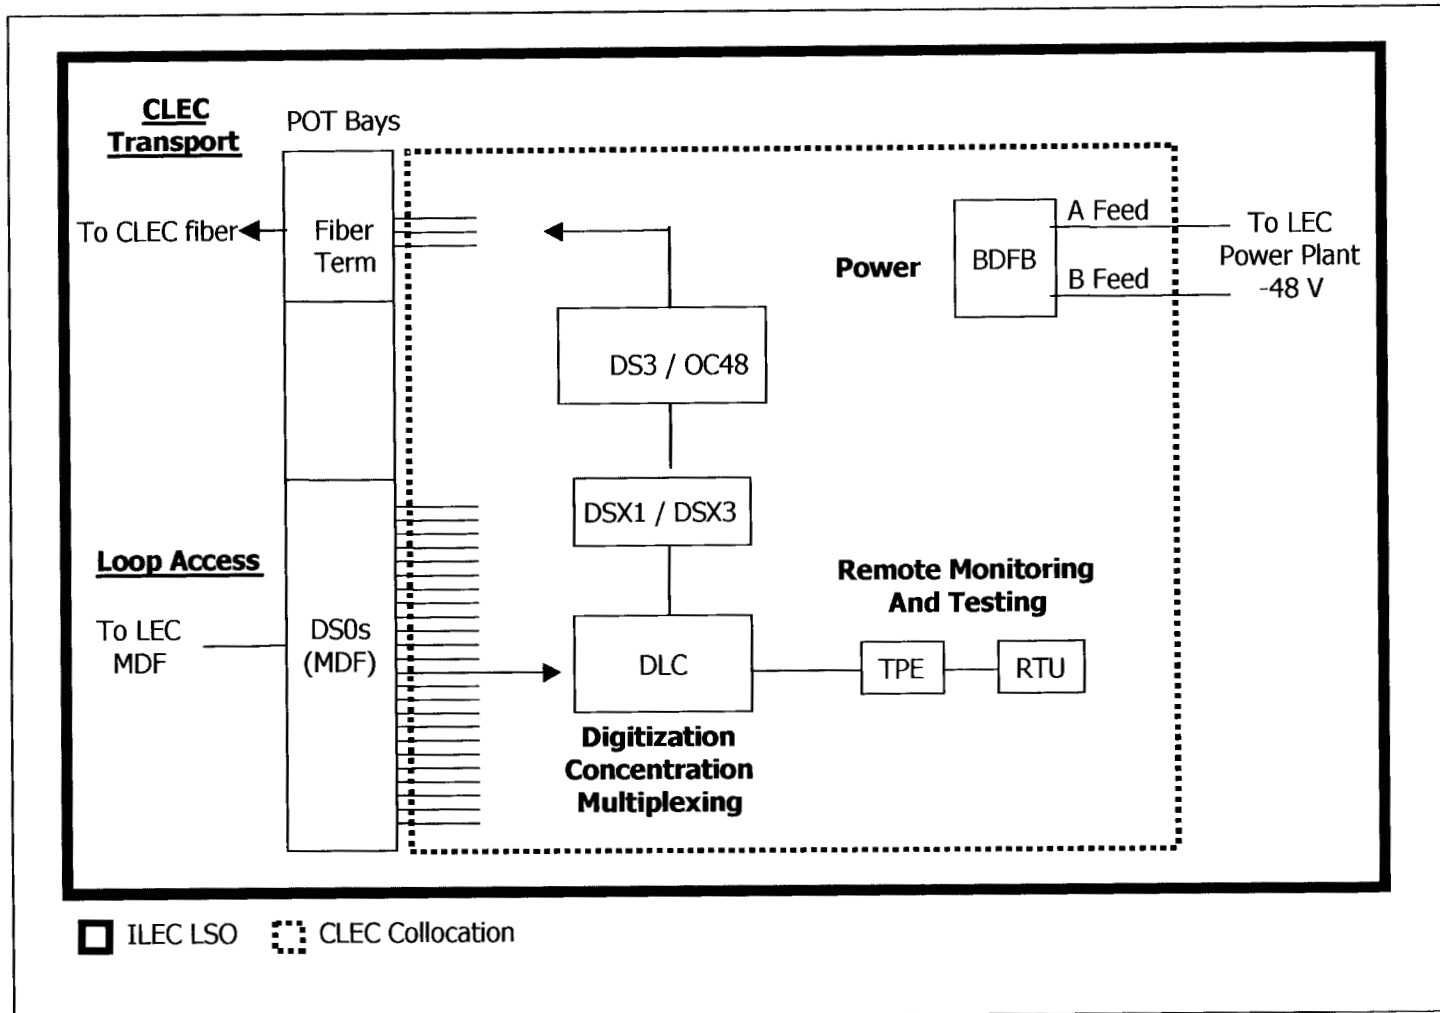 CLEC
Transport
POT Bays
To CLEC fiber
Fiber
Term
A Feed
B Feed
Power
BDFB
To LEC
Power Plant
-48 V
DS3 / OC48
DSX1 / DSX3
Loop Access
To LEC
MDF
DS0s
(MDF)
Remote Monitoring
And Testing
DLC
TPE
RTU
Digitization
Concentration
Multiplexing
ILEC LSO
CLEC Collocation